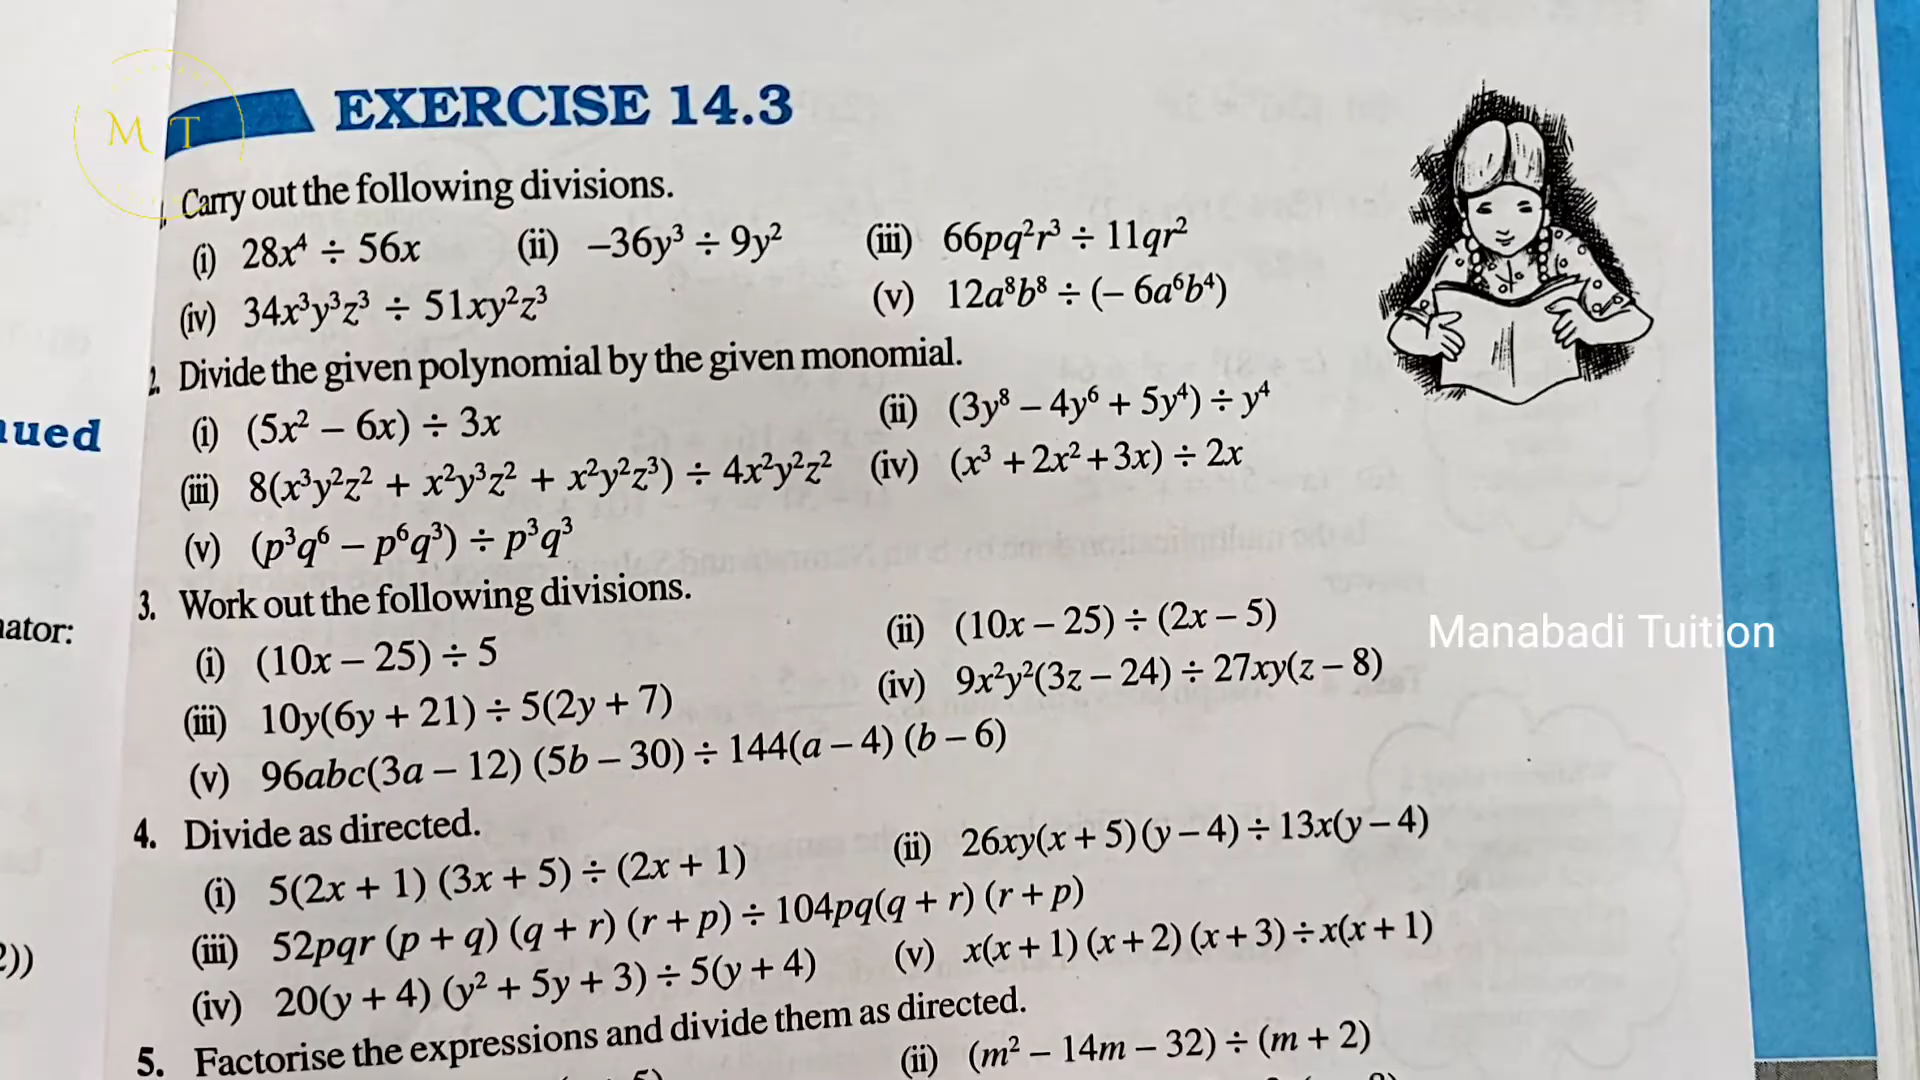 M T
EXERCISE 14.3
Carry out the following divisions.
(i) 28x⁴ ÷ 56x (ii) –36y³ ÷ 9y² (iii) 66pq²r³ ÷ 11qr²
(iv) 34x³y³z³ ÷ 51xy²z³ (v) 12a⁸b⁸ ÷ (– 6a⁶b⁴)
2. Divide the given polynomial by the given monomial.
(i) (5x² – 6x) ÷ 3x (ii) (3y⁸ – 4y⁶ + 5y⁴) ÷ y⁴
(iii) 8(x³y²z² + x²y³z² + x²y²z³) ÷ 4x²y²z² (iv) (x³ + 2x² + 3x) ÷ 2x
(v) (p³q⁶ – p⁶q³) ÷ p³q³
3. Work out the following divisions.
(i) (10x – 25) ÷ 5 (ii) (10x – 25) ÷ (2x – 5)
(iii) 10y(6y + 21) ÷ 5(2y + 7) (iv) 9x²y²(3z – 24) ÷ 27xy(z – 8)
(v) 96abc(3a – 12) (5b – 30) ÷ 144(a – 4) (b – 6)
4. Divide as directed.
(i) 5(2x + 1) (3x + 5) ÷ (2x + 1) (ii) 26xy(x + 5) (y – 4) ÷ 13x(y – 4)
(iii) 52pqr (p + q) (q + r) (r + p) ÷ 104pq(q + r) (r + p)
(iv) 20(y + 4) (y² + 5y + 3) ÷ 5(y + 4) (v) x(x + 1) (x + 2) (x + 3) ÷ x(x + 1)
5. Factorise the expressions and divide them as directed.
(ii) (m² – 14m – 32) ÷ (m + 2)
Manabadi Tuition